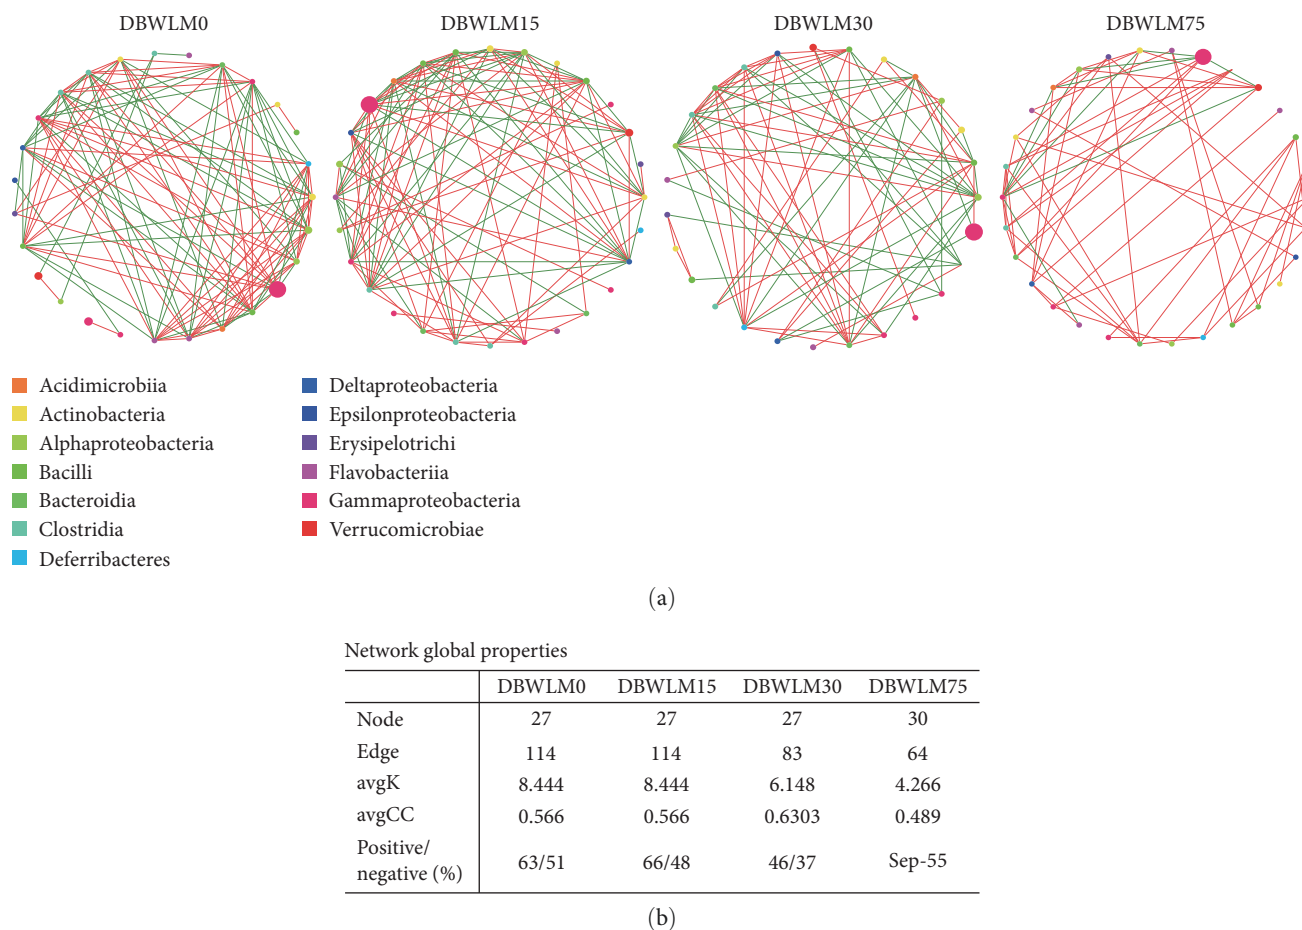 DBWLM0 DBWLM15 DBWLM30 DBWLM75
Acidimicrobiia
Actinobacteria
Alphaproteobacteria
Bacilli
Bacteroidia
Clostridia
Deferribacteres
Deltaproteobacteria
Epsilonproteobacteria
Erysipelotrichi
Flavobacteriia
Gammaproteobacteria
Verrucomicrobiae
(a)
Network global properties
DBWLM0 DBWLM15 DBWLM30 DBWLM75
Node 27 27 27 30
Edge 114 114 83 64
avgK 8.444 8.444 6.148 4.266
avgCC 0.566 0.566 0.6303 0.489
Positive/
negative (%) 63/51 66/48 46/37 Sep-55
(b)